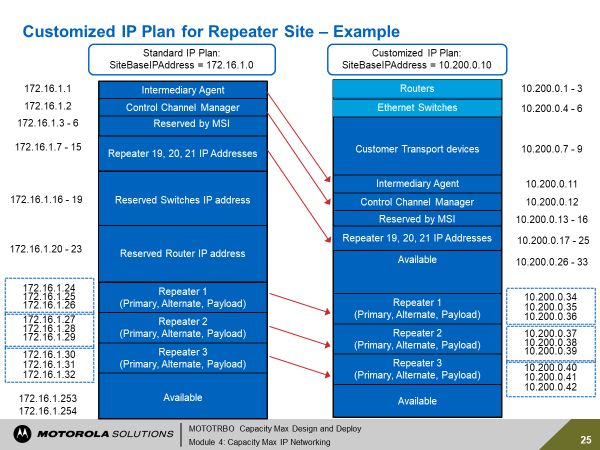 Customized IP Plan for Repeater Site – Example
Standard IP Plan:
SiteBaseIPAddress = 172.16.1.0
172.16.1.1
Intermediary Agent
172.16.1.2
Control Channel Manager
172.16.1.3 - 6
Reserved by MSI
172.16.1.7 - 15
Repeater 19, 20, 21 IP Addresses
172.16.1.16 - 19
Reserved Switches IP address
172.16.1.20 - 23
Reserved Router IP address
172.16.1.24
172.16.1.25
172.16.1.26
Repeater 1
(Primary, Alternate, Payload)
172.16.1.27
172.16.1.28
172.16.1.29
Repeater 2
(Primary, Alternate, Payload)
172.16.1.30
172.16.1.31
172.16.1.32
Repeater 3
(Primary, Alternate, Payload)
Available
172.16.1.253
172.16.1.254
Customized IP Plan:
SiteBaseIPAddress = 10.200.0.10
Routers
10.200.0.1 - 3
Ethernet Switches
10.200.0.4 - 6
Customer Transport devices
10.200.0.7 - 9
Intermediary Agent
10.200.0.11
Control Channel Manager
10.200.0.12
Reserved by MSI
10.200.0.13 - 16
Repeater 19, 20, 21 IP Addresses
10.200.0.17 - 25
Available
10.200.0.26 - 33
Repeater 1
(Primary, Alternate, Payload)
10.200.0.34
10.200.0.35
10.200.0.36
Repeater 2
(Primary, Alternate, Payload)
10.200.0.37
10.200.0.38
10.200.0.39
Repeater 3
(Primary, Alternate, Payload)
10.200.0.40
10.200.0.41
10.200.0.42
Available
MOTOROLA SOLUTIONS
MOTOTRBO Capacity Max Design and Deploy
Module 4: Capacity Max IP Networking
25